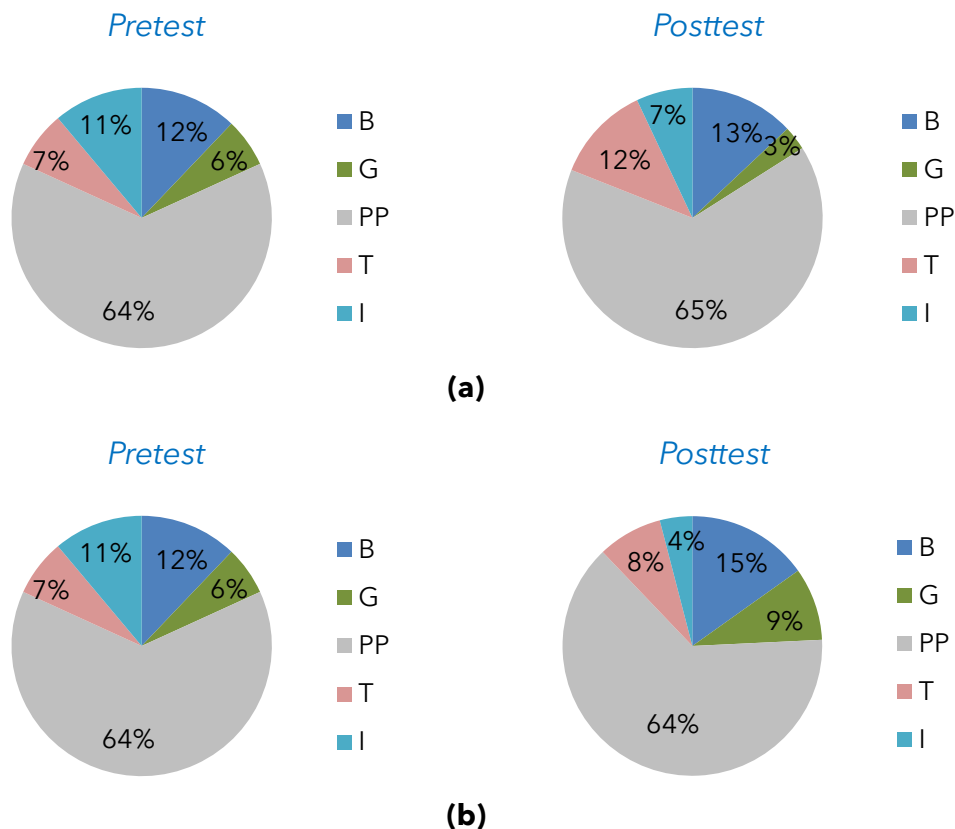 Pretest
11%
12%
7%
6%
64%
B
G
PP
T
I
Posttest
7%
13%
3%
12%
65%
B
G
PP
T
I
(a)
Pretest
11%
12%
7%
6%
64%
B
G
PP
T
I
Posttest
4%
15%
8%
9%
64%
B
G
PP
T
I
(b)